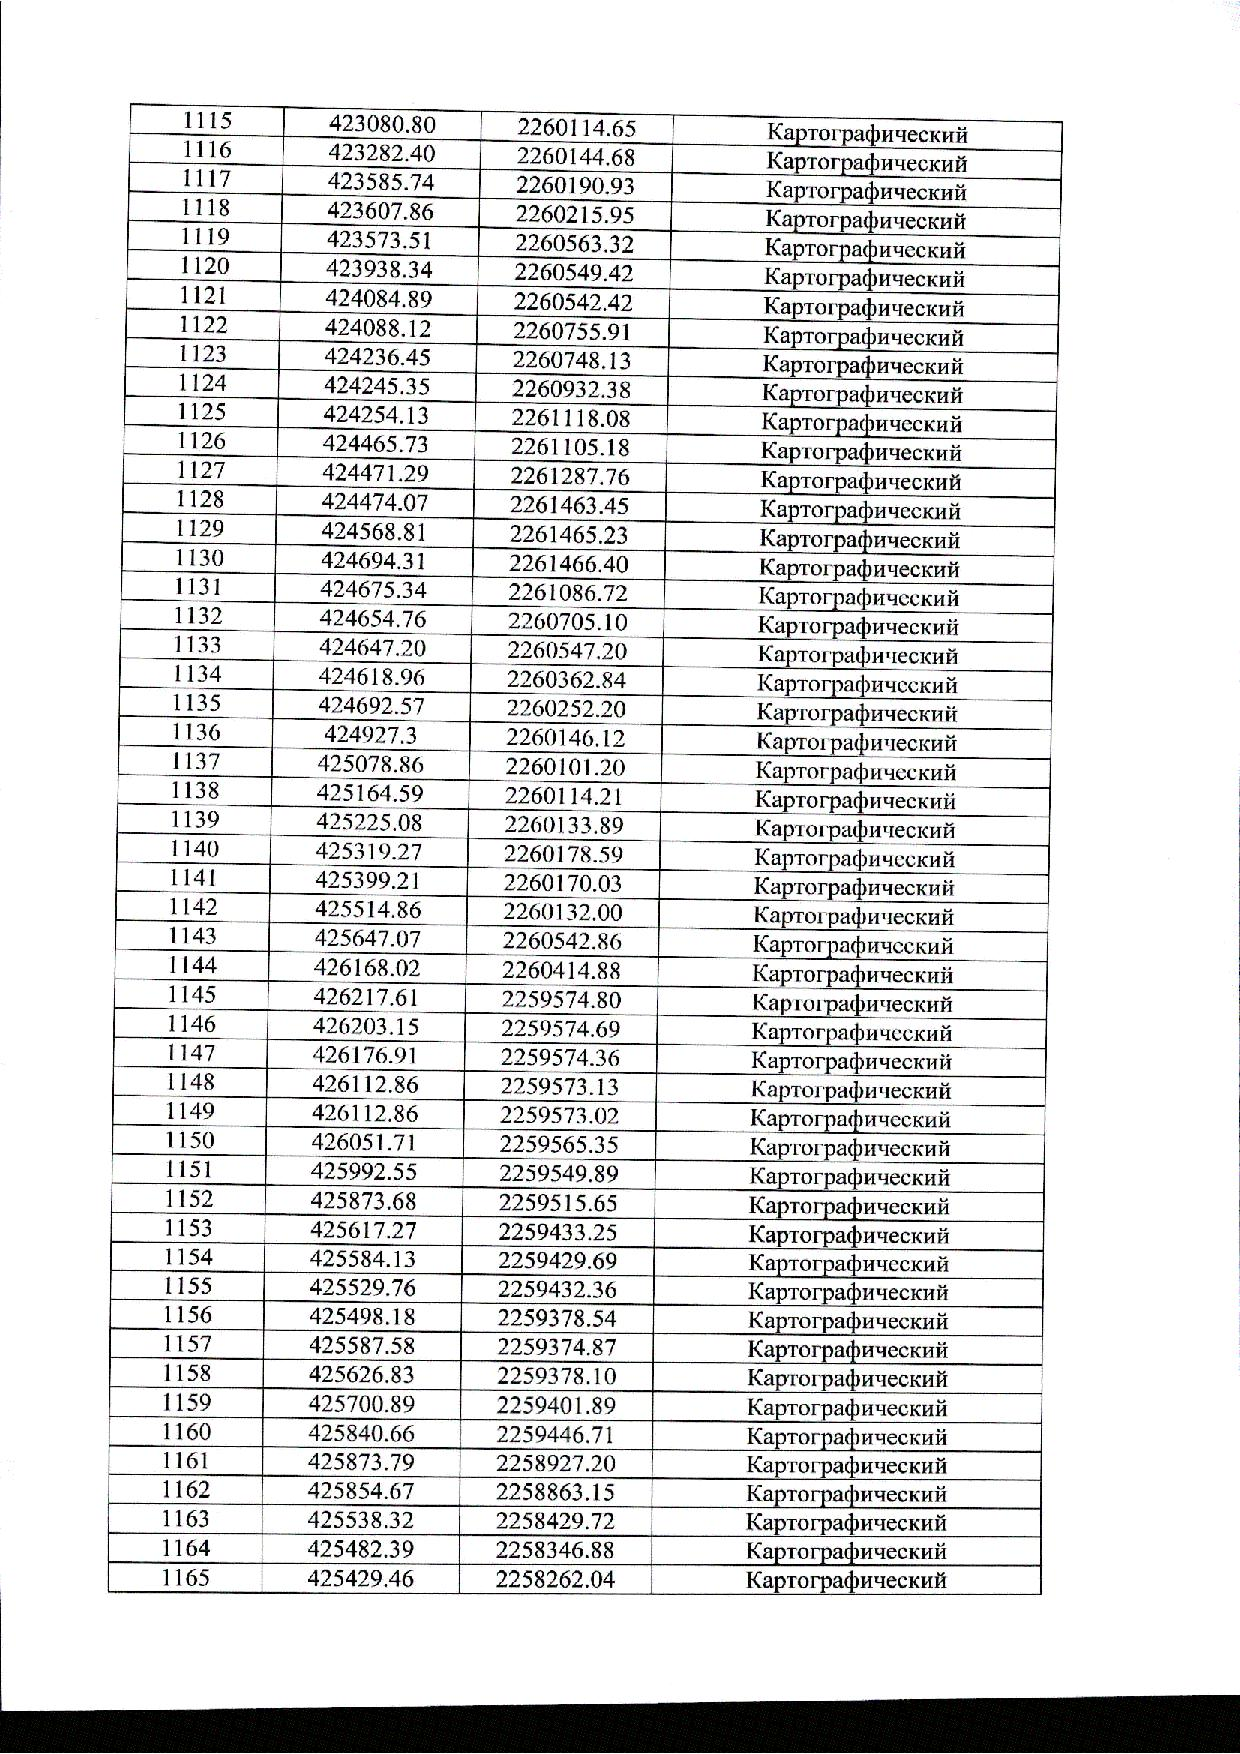 1115 423080.80 2260114.65 Картографический
1116 423282.40 2260144.68 Картографический
1117 423585.74 2260190.93 Картографический
1118 423607.86 2260215.95 Картографический
1119 423573.51 2260563.32 Картографический
1120 423938.34 2260549.42 Картографический
1121 424084.89 2260542.42 Картографический
1122 424088.12 2260755.91 Картографический
1123 424236.45 2260748.13 Картографический
1124 424245.35 2260932.38 Картографический
1125 424254.13 2261118.08 Картографический
1126 424465.73 2261105.18 Картографический
1127 424471.29 2261287.76 Картографический
1128 424474.07 2261463.45 Картографический
1129 424568.81 2261465.23 Картографический
1130 424694.31 2261466.40 Картографический
1131 424675.34 2261086.72 Картографический
1132 424654.76 2260705.10 Картографический
1133 424647.20 2260547.20 Картографический
1134 424618.96 2260362.84 Картографический
1135 424692.57 2260252.20 Картографический
1136 424927.3 2260146.12 Картографический
1137 425078.86 2260101.20 Картографический
1138 425164.59 2260114.21 Картографический
1139 425225.08 2260133.89 Картографический
1140 425319.27 2260178.59 Картографический
1141 425399.21 2260170.03 Картографический
1142 425514.86 2260132.00 Картографический
1143 425647.07 2260542.86 Картографический
1144 426168.02 2260414.88 Картографический
1145 426217.61 2259574.80 Картографический
1146 426203.15 2259574.69 Картографический
1147 426176.91 2259574.36 Картографический
1148 426112.86 2259573.13 Картографический
1149 426112.86 2259573.02 Картографический
1150 426051.71 2259565.35 Картографический
1151 425992.55 2259549.89 Картографический
1152 425873.68 2259515.65 Картографический
1153 425617.27 2259433.25 Картографический
1154 425584.13 2259429.69 Картографический
1155 425529.76 2259432.36 Картографический
1156 425498.18 2259378.54 Картографический
1157 425587.58 2259374.87 Картографический
1158 425626.83 2259378.10 Картографический
1159 425700.89 2259401.89 Картографический
1160 425840.66 2259446.71 Картографический
1161 425873.79 2258927.20 Картографический
1162 425854.67 2258863.15 Картографический
1163 425538.32 2258429.72 Картографический
1164 425482.39 2258346.88 Картографический
1165 425429.46 2258262.04 Картографический